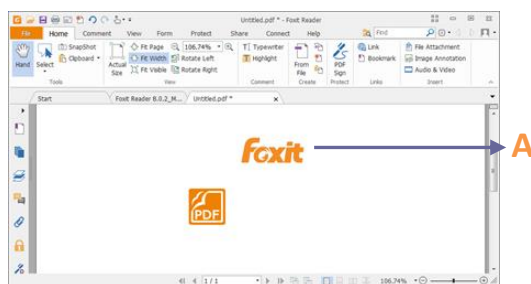 Untitled.pdf * - Foxit Reader
File Home Comment View Form Protect Share Connect Help Find
Hand
Select
SnapShot
Clipboard
Actual Size
Fit Page
Fit Width
Fit Visible
106.74%
Rotate Left
Rotate Right
Typewriter
Highlight
From File
PDF Sign
Link
Bookmark
File Attachment
Image Annotation
Audio & Video
Tools View Comment Create Protect Links Insert
Start Foxit Reader 8.0.2_M... Untitled.pdf *
foxit
A
PDF
1 / 1 106.74%